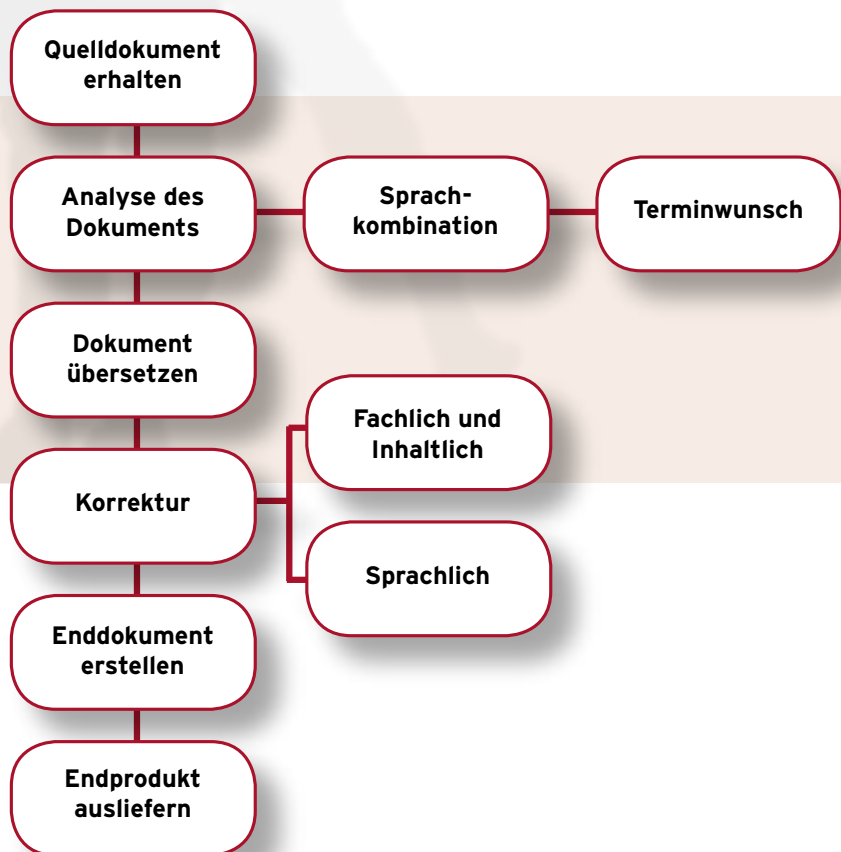 Quelldokument
erhalten
Analyse des
Dokuments
Sprach-
kombination
Terminwunsch
Dokument
übersetzen
Fachlich und
Inhaltlich
Korrektur
Sprachlich
Enddokument
erstellen
Endprodukt
ausliefern